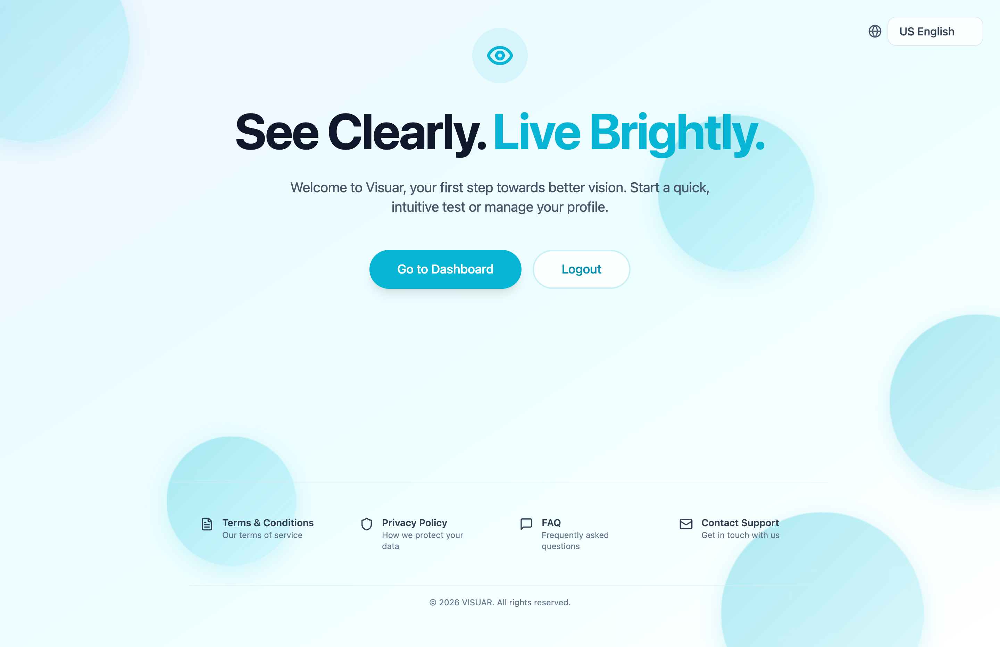 US English
See Clearly. Live Brightly.
Welcome to Visuar, your first step towards better vision. Start a quick,
intuitive test or manage your profile.
Go to Dashboard
Logout
Terms & Conditions
Our terms of service
Privacy Policy
How we protect your
data
FAQ
Frequently asked
questions
Contact Support
Get in touch with us
© 2026 VISUAR. All rights reserved.